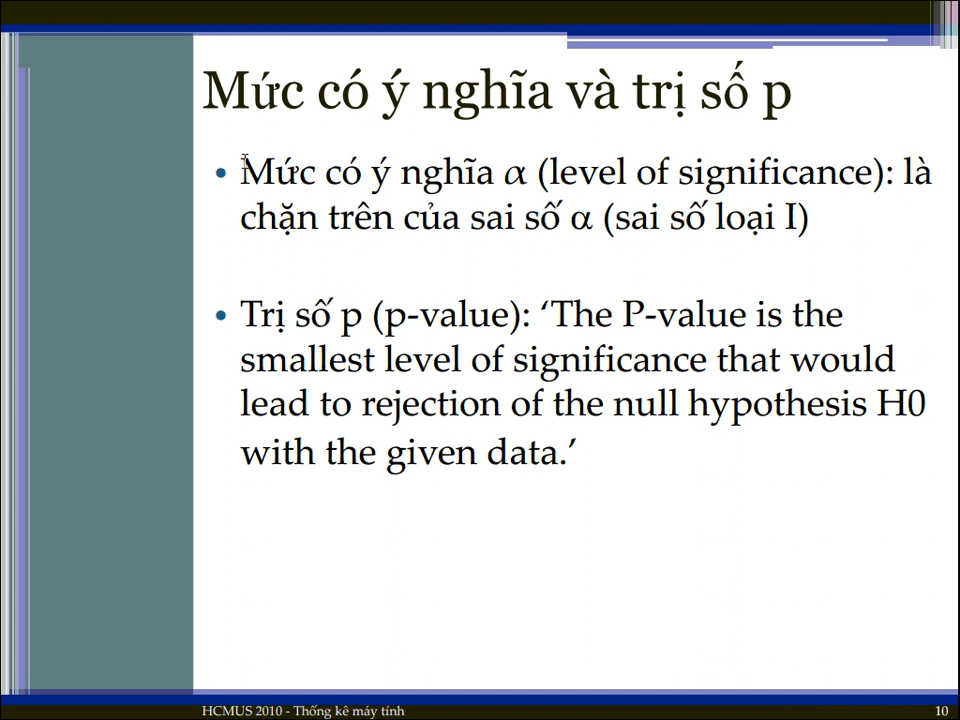 Mức có ý nghĩa và trị số p
• Mức có ý nghĩa α (level of significance): là
chặn trên của sai số α (sai số loại I)
• Trị số p (p-value): ‘The P-value is the
smallest level of significance that would
lead to rejection of the null hypothesis H0
with the given data.’
HCMUS 2010 - Thống kê máy tính
10